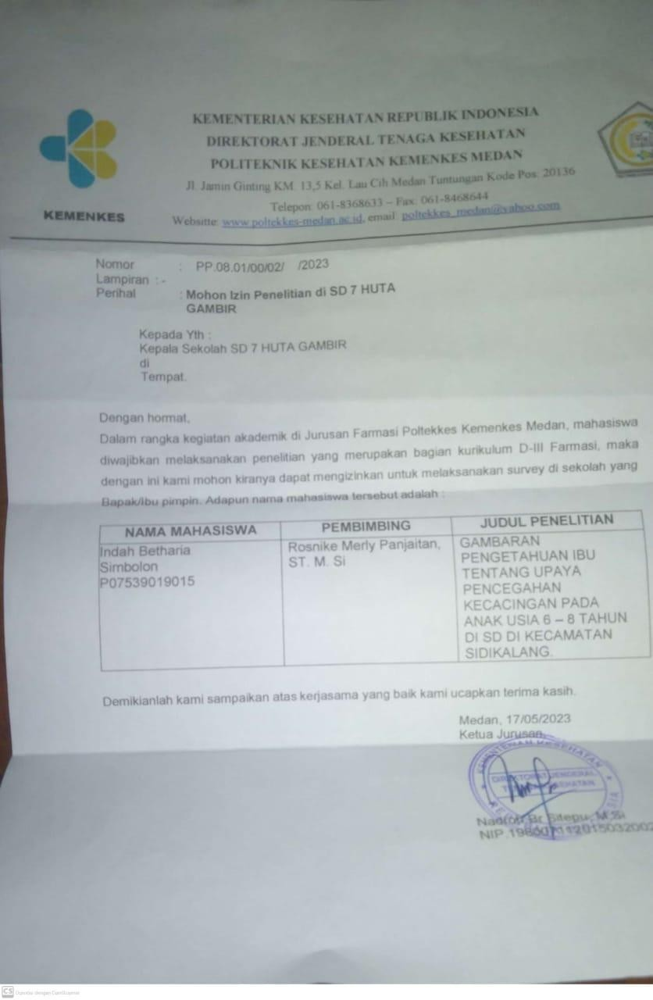 KEMENTERIAN KESEHATAN REPUBLIK INDONESIA
DIREKTORAT JENDERAL TENAGA KESEHATAN
POLITEKNIK KESEHATAN KEMENKES MEDAN
Jl. Jamin Ginting KM. 13,5 Kel. Lau Cih Medan Tuntungan Kode Pos: 20136
Telepon: 061-8368633 – Fax: 061-8468644
Websitte: www.poltekkes-medan.ac.id, email: poltekkes_medan@yahoo.com
KEMENKES
Nomor : PP.08.01/00/02/ /2023
Lampiran : -
Perihal : Mohon Izin Penelitian di SD 7 HUTA
GAMBIR
Kepada Yth :
Kepala Sekolah SD 7 HUTA GAMBIR
di
Tempat.
Dengan hormat,
Dalam rangka kegiatan akademik di Jurusan Farmasi Poltekkes Kemenkes Medan, mahasiswa
diwajibkan melaksanakan penelitian yang merupakan bagian kurikulum D-III Farmasi, maka
dengan ini kami mohon kiranya dapat mengizinkan untuk melaksanakan survey di sekolah yang
Bapak/Ibu pimpin. Adapun nama mahasiswa tersebut adalah :
NAMA MAHASISWA
Indah Betharia
Simbolon
P07539019015
PEMBIMBING
Rosnike Merly Panjaitan,
ST. M. Si
JUDUL PENELITIAN
GAMBARAN
PENGETAHUAN IBU
TENTANG UPAYA
PENCEGAHAN
KECACINGAN PADA
ANAK USIA 6 – 8 TAHUN
DI SD DI KECAMATAN
SIDIKALANG.
Demikianlah kami sampaikan atas kerjasama yang baik kami ucapkan terima kasih.
Medan, 17/05/2023
Ketua Jurusan,
KEMENTERIAN KESEHATAN
DIREKTORAT JENDERAL
TENAGA KESEHATAN
Br Sitepu, M.Si
CS